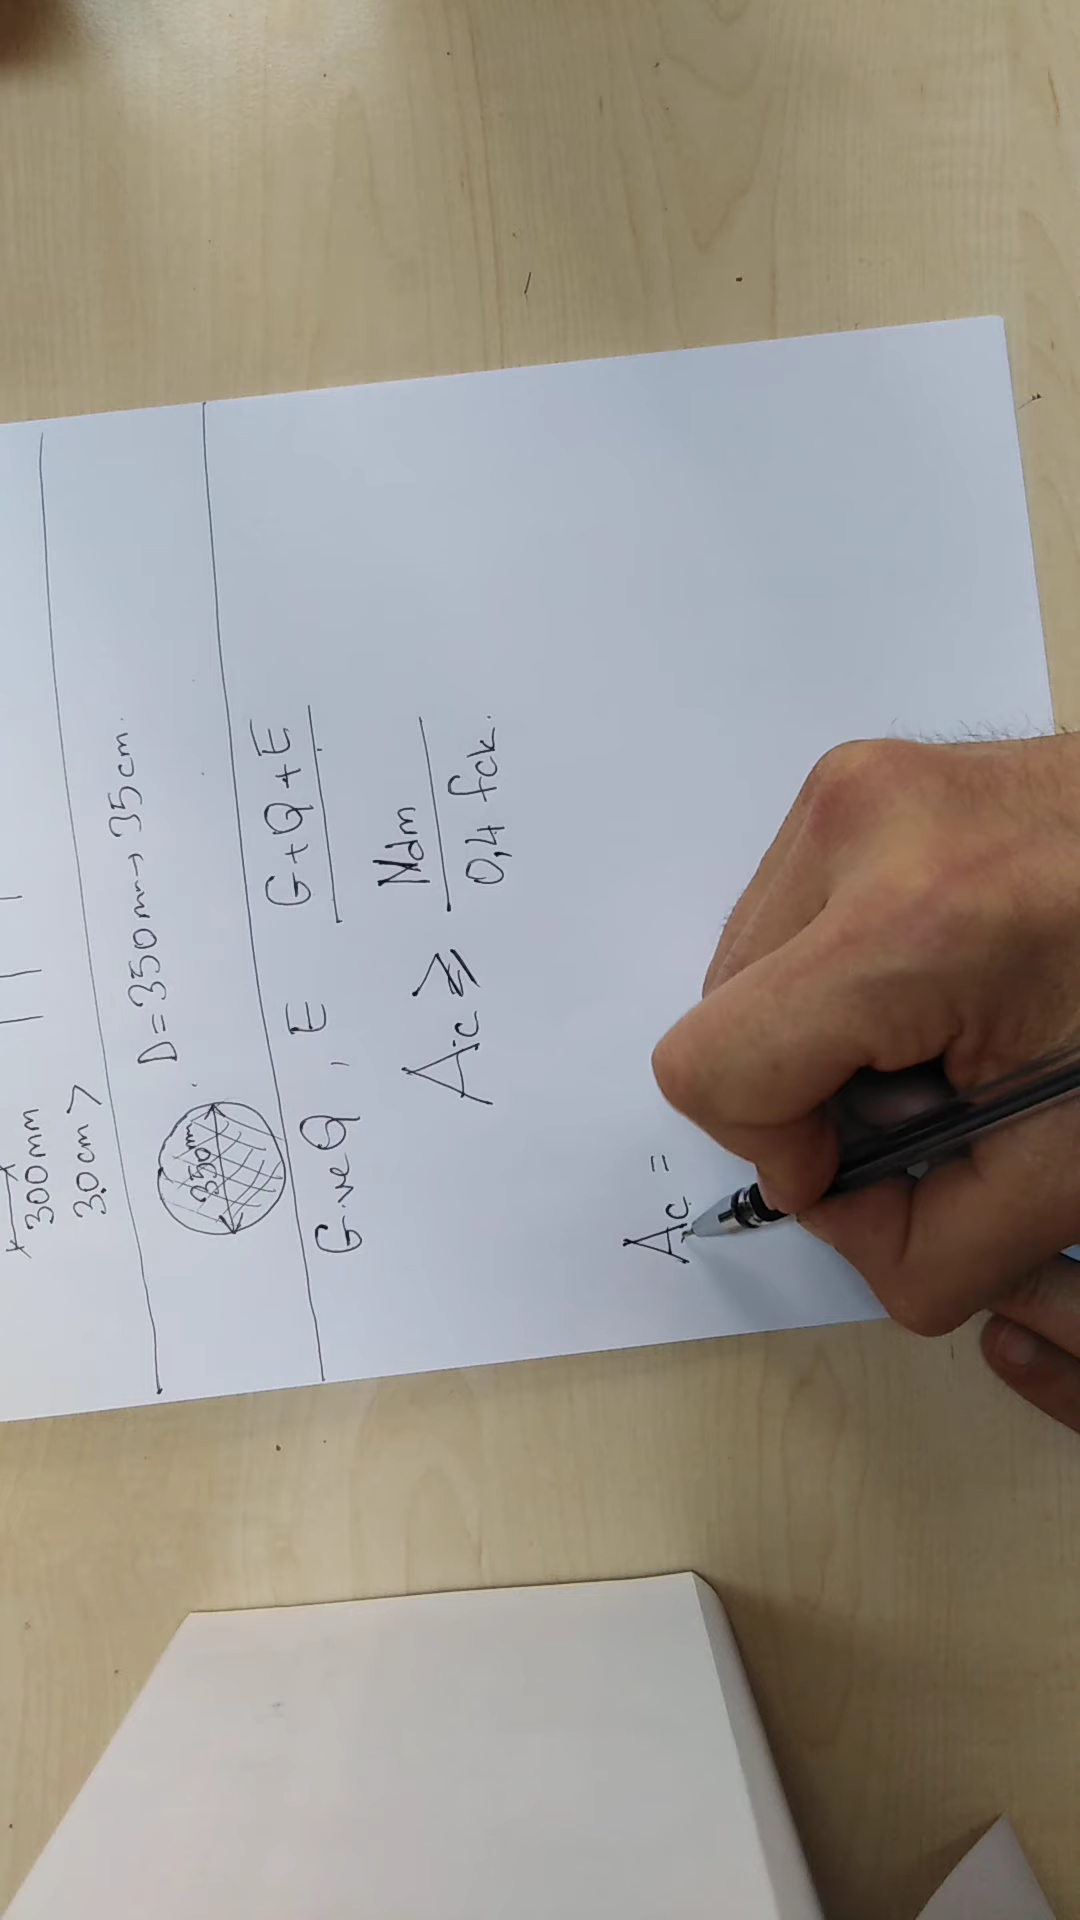 300mm
30cm >
350mm
D=350mm→35cm.
G ve Q , E G+Q+E
Ac ≥ Ndm
0,4 fck.
Ac =